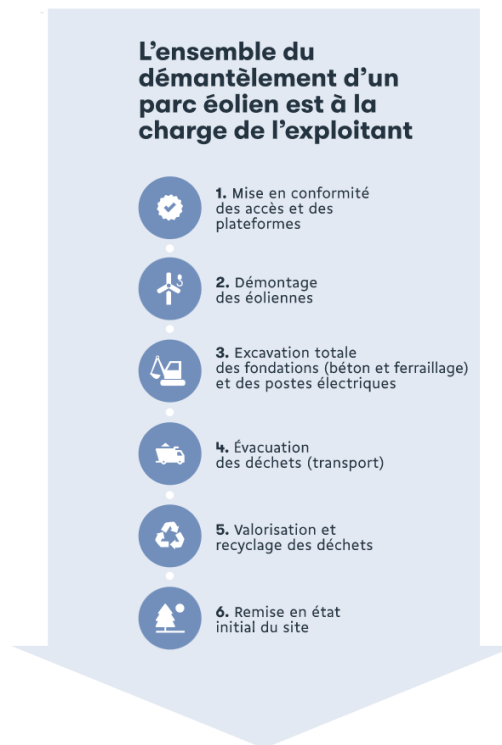 L’ensemble du
démantèlement d’un
parc éolien est à la
charge de l’exploitant
1. Mise en conformité
des accès et des
plateformes
2. Démontage
des éoliennes
3. Excavation totale
des fondations (béton et ferraillage)
et des postes électriques
4. Évacuation
des déchets (transport)
5. Valorisation et
recyclage des déchets
6. Remise en état
initial du site